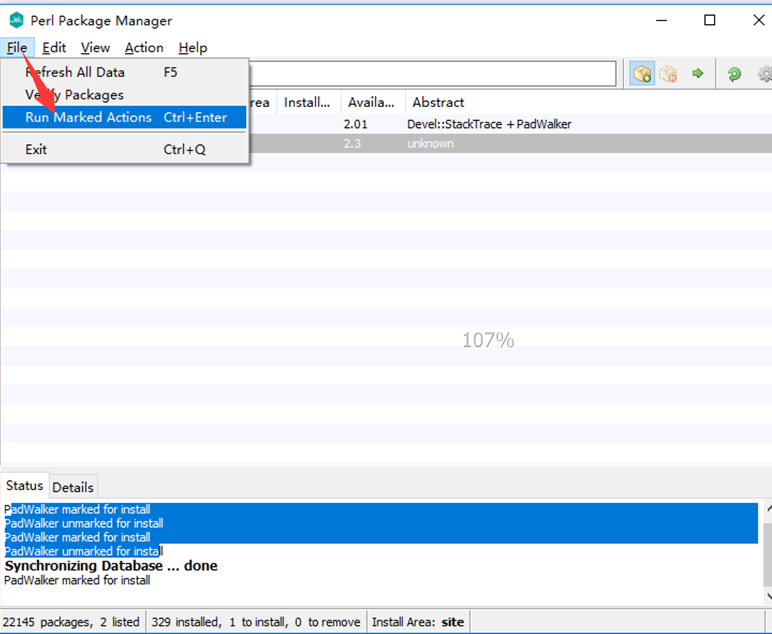 Perl Package Manager
File Edit View Action Help
Refresh All Data F5
Verify Packages
Run Marked Actions Ctrl+Enter
Exit Ctrl+Q
rea Install... Availa... Abstract
2.01 Devel::StackTrace + PadWalker
2.3 unknown
107%
Status Details
PadWalker marked for install
PadWalker unmarked for install
PadWalker marked for install
PadWalker unmarked for install
Synchronizing Database ... done
PadWalker marked for install
22145 packages, 2 listed 329 installed, 1 to install, 0 to remove Install Area: site